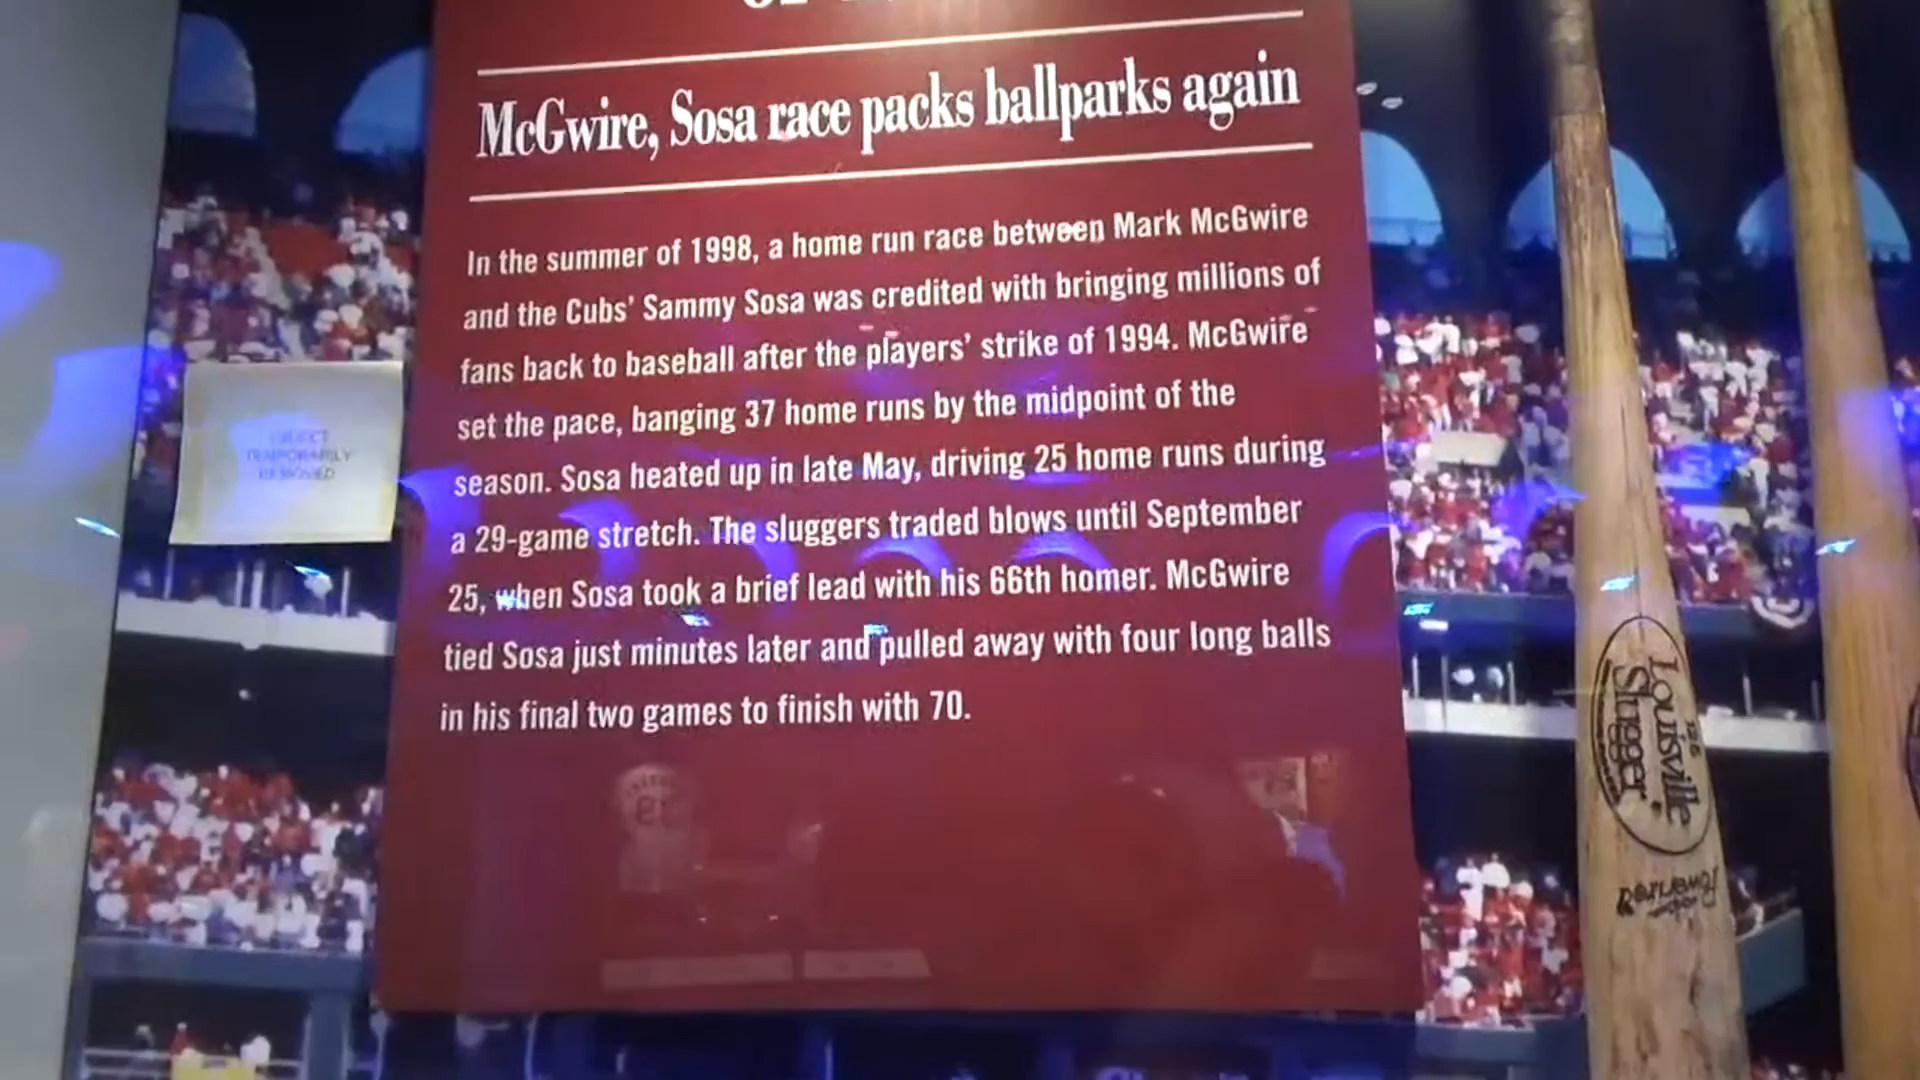 McGwire, Sosa race packs ballparks again
In the summer of 1998, a home run race between Mark McGwire
and the Cubs' Sammy Sosa was credited with bringing millions of
fans back to baseball after the players' strike of 1994. McGwire
set the pace, banging 37 home runs by the midpoint of the
season. Sosa heated up in late May, driving 25 home runs during
a 29-game stretch. The sluggers traded blows until September
25, when Sosa took a brief lead with his 66th homer. McGwire
tied Sosa just minutes later and pulled away with four long balls
in his final two games to finish with 70.
OBJECT
TEMPORARILY
REMOVED
Louisville
Slugger